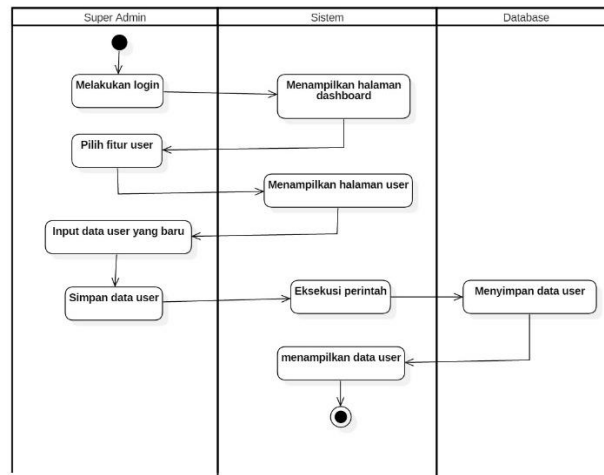 Super Admin
Sistem
Database
Melakukan login
Menampilkan halaman
dashboard
Pilih fitur user
Menampilkan halaman user
Input data user yang baru
Simpan data user
Eksekusi perintah
Menyimpan data user
menampilkan data user